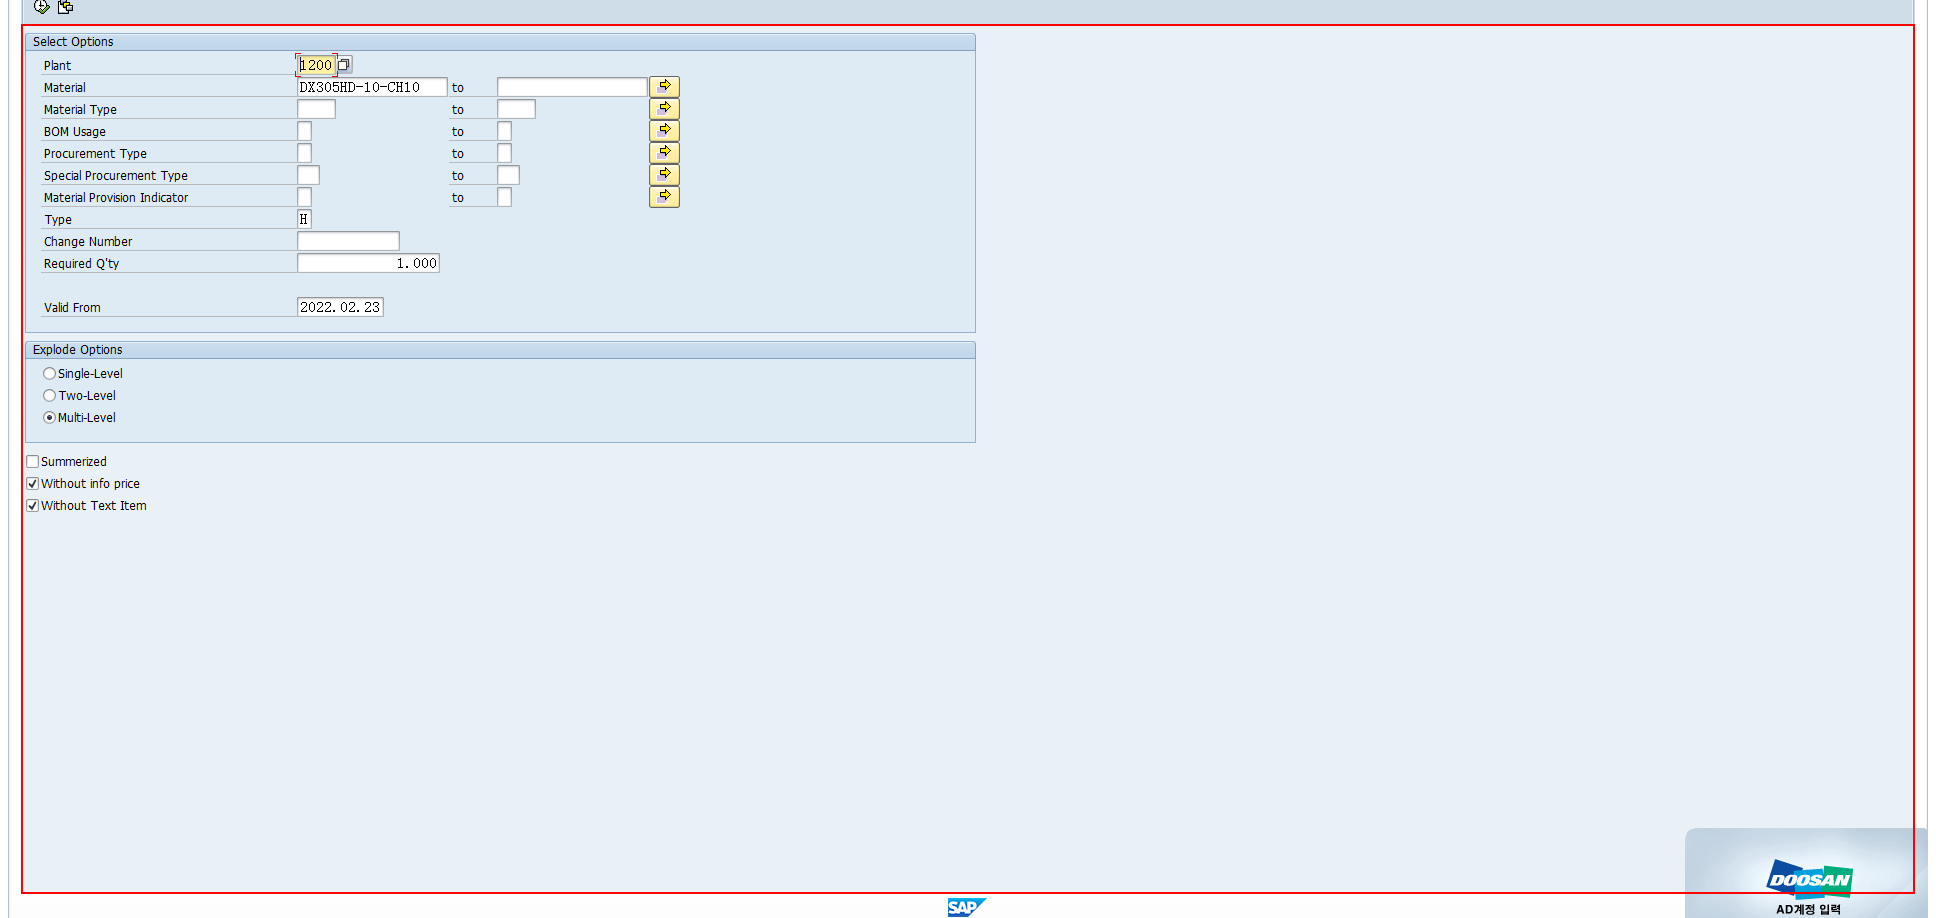 Select Options
Plant 1200
Material DX305HD-10-CH10 to
Material Type to
BOM Usage to
Procurement Type to
Special Procurement Type to
Material Provision Indicator to
Type H
Change Number
Required Q'ty 1.000
Valid From 2022.02.23
Explode Options
Single-Level
Two-Level
Multi-Level
Summerized
Without info price
Without Text Item
DOOSAN
SAP
AD계정 입력